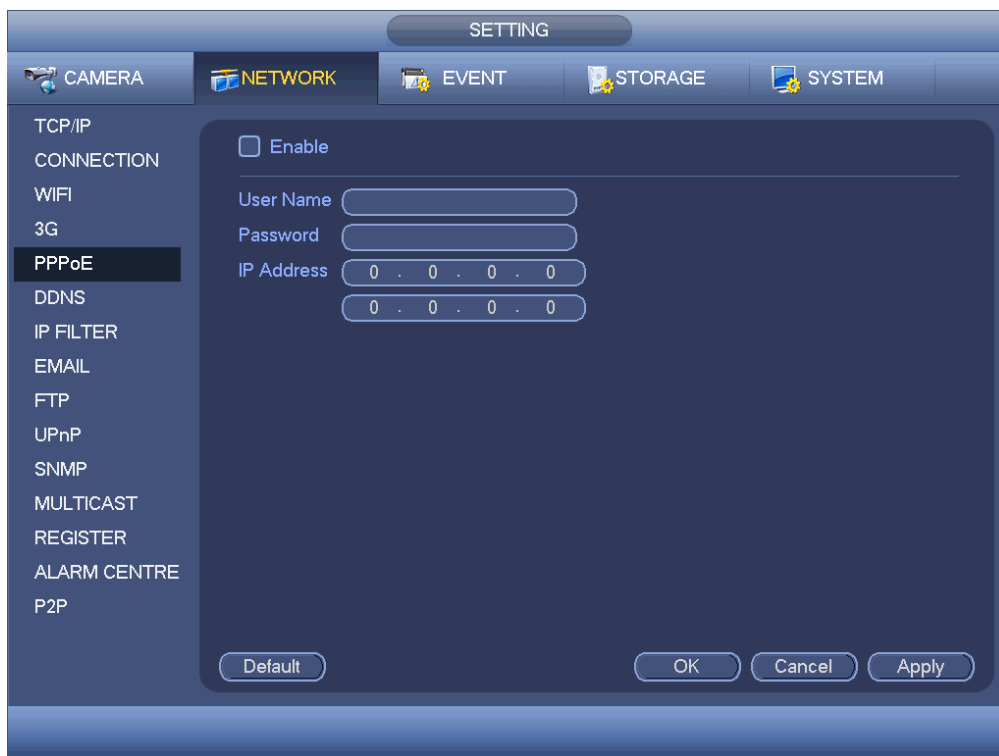 SETTING
CAMERA NETWORK EVENT STORAGE SYSTEM
TCP/IP
CONNECTION
WIFI
3G
PPPoE
DDNS
IP FILTER
EMAIL
FTP
UPnP
SNMP
MULTICAST
REGISTER
ALARM CENTRE
P2P
Enable
User Name
Password
IP Address 0 . 0 . 0 . 0
0 . 0 . 0 . 0
Default OK Cancel Apply